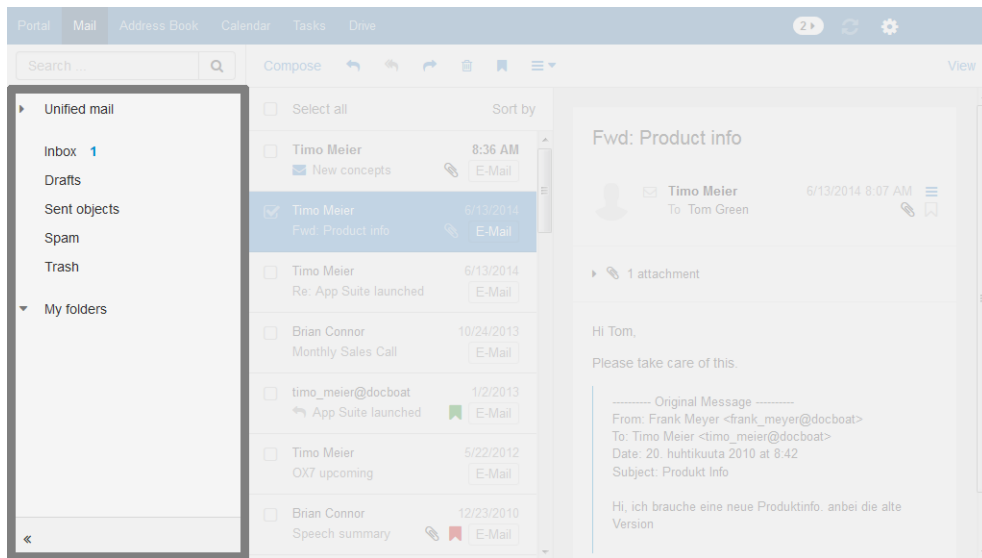 Portal Mail Address Book Calendar Tasks Drive 2
Search ...
Compose View
Unified mail
Inbox 1
Drafts
Sent objects
Spam
Trash
My folders
«
Select all Sort by
Timo Meier 8:36 AM
New concepts E-Mail
Timo Meier 6/13/2014
Fwd: Product info E-Mail
Timo Meier 6/13/2014
Re: App Suite launched E-Mail
Brian Connor 10/24/2013
Monthly Sales Call E-Mail
timo_meier@docboat 1/2/2013
App Suite launched E-Mail
Timo Meier 5/22/2012
OX7 upcoming E-Mail
Brian Connor 12/23/2010
Speech summary E-Mail
Fwd: Product info
Timo Meier 6/13/2014 8:07 AM
To Tom Green
1 attachment
Hi Tom,
Please take care of this.
---------- Original Message ----------
From: Frank Meyer <frank_meyer@docboat>
To: Timo Meier <timo_meier@docboat>
Date: 20. huhtikuuta 2010 at 8:42
Subject: Produkt Info
Hi, ich brauche eine neue Produktinfo. anbei die alte
Version